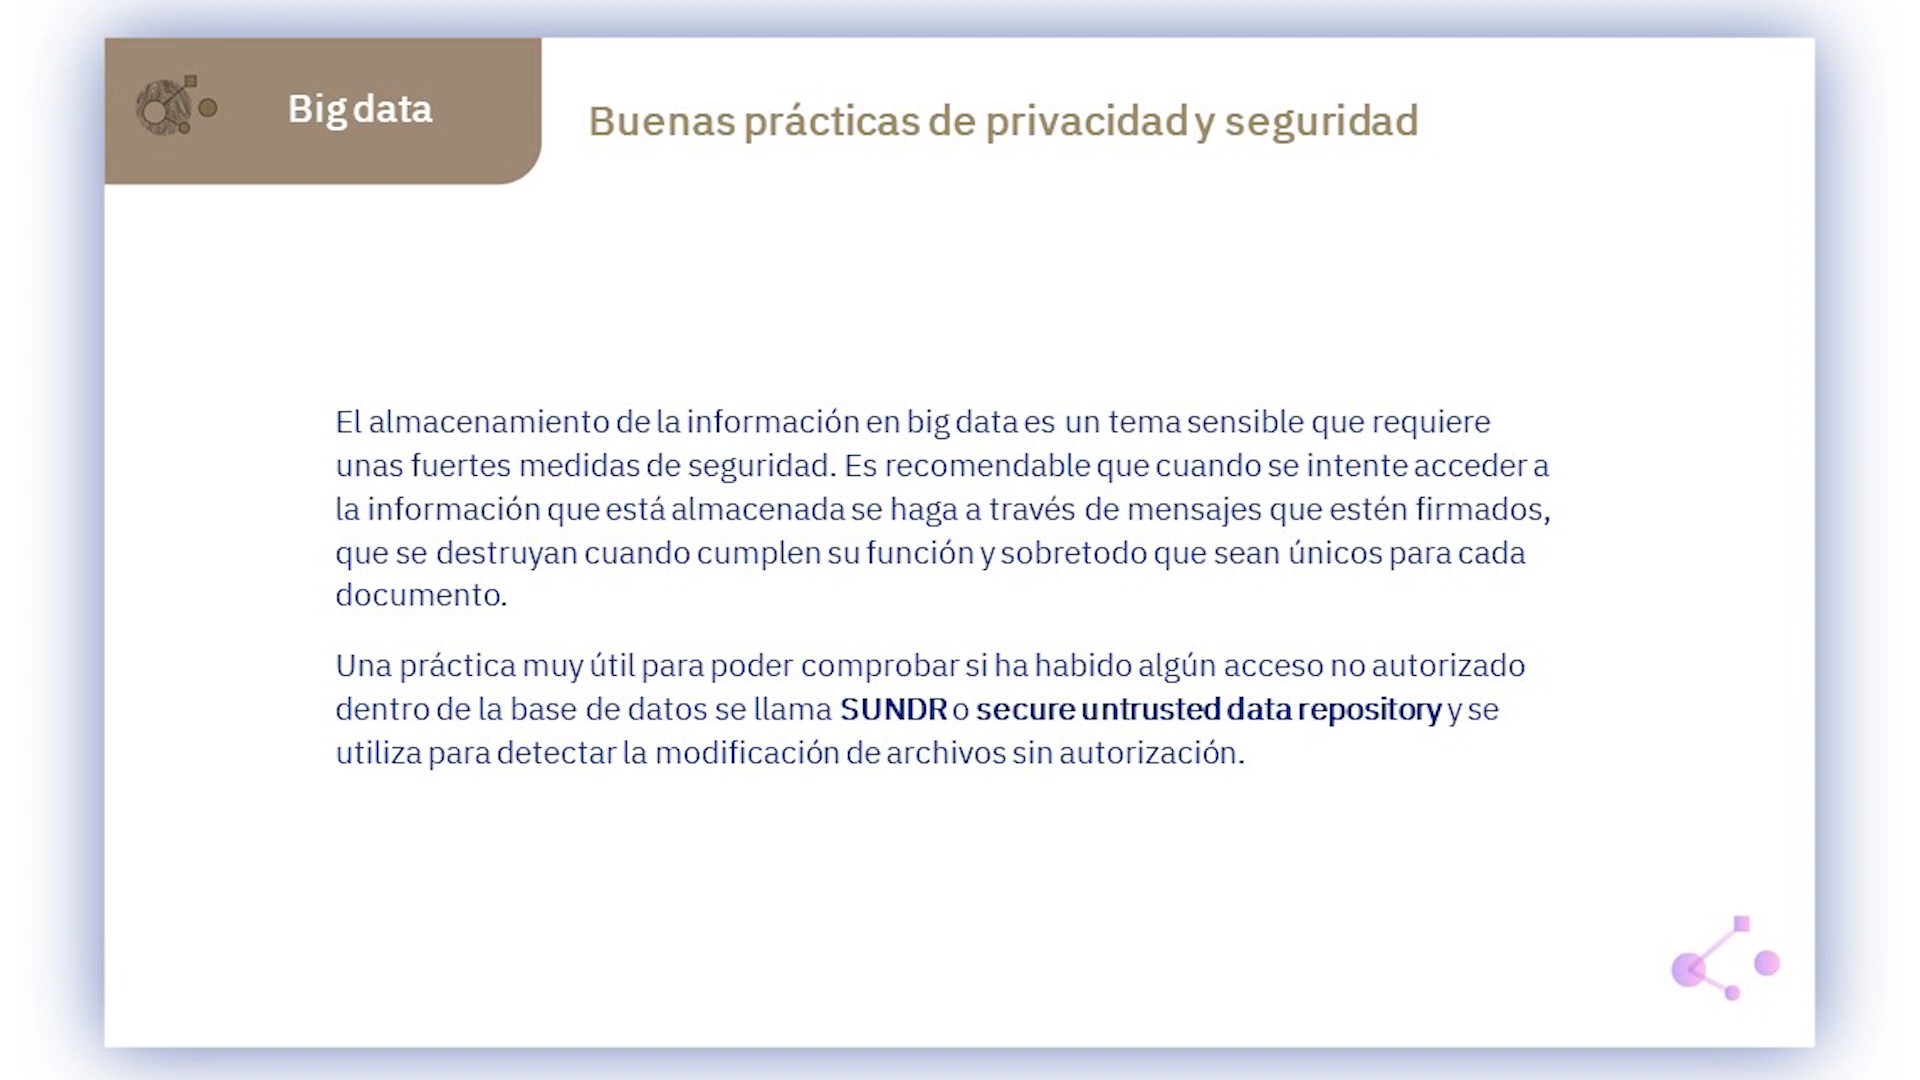 Big data
Buenas prácticas de privacidad y seguridad
El almacenamiento de la información en big data es un tema sensible que requiere
unas fuertes medidas de seguridad. Es recomendable que cuando se intente acceder a
la información que está almacenada se haga a través de mensajes que estén firmados,
que se destruyan cuando cumplen su función y sobretodo que sean únicos para cada
documento.
Una práctica muy útil para poder comprobar si ha habido algún acceso no autorizado
dentro de la base de datos se llama SUNDR o secure untrusted data repository y se
utiliza para detectar la modificación de archivos sin autorización.